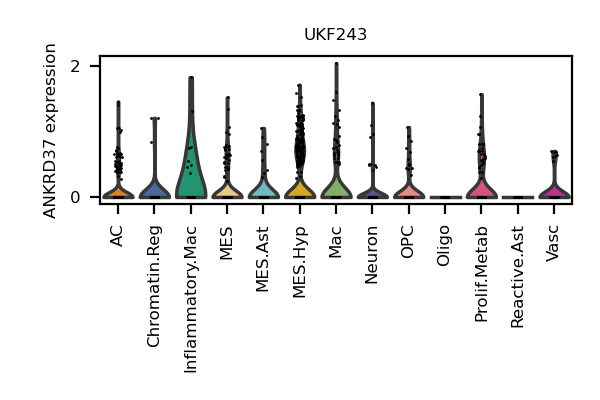 UKF243
ANKRD37 expression
2
0
AC
Chromatin.Reg
Inflammatory.Mac
MES
MES.Ast
MES.Hyp
Mac
Neuron
OPC
Oligo
Prolif.Metab
Reactive.Ast
Vasc